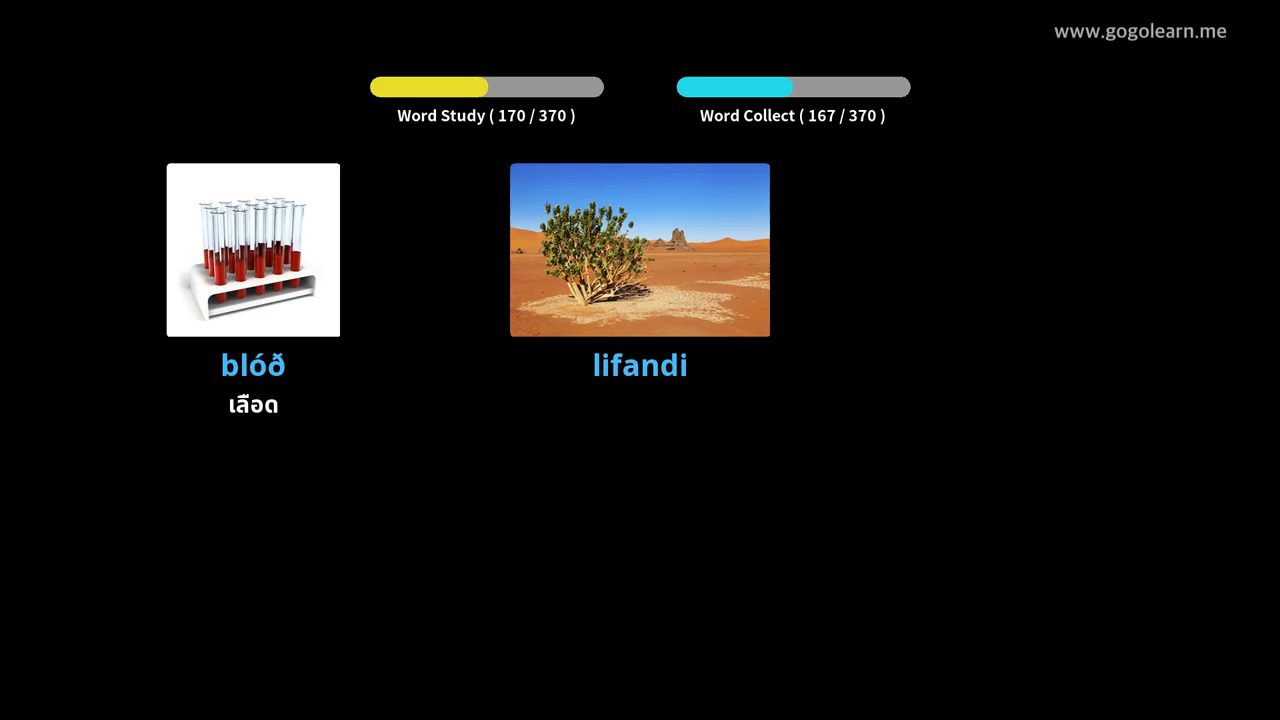 www.gogolearn.me
Word Study ( 170 / 370 )
Word Collect ( 167 / 370 )
blóð
เลือด
lifandi